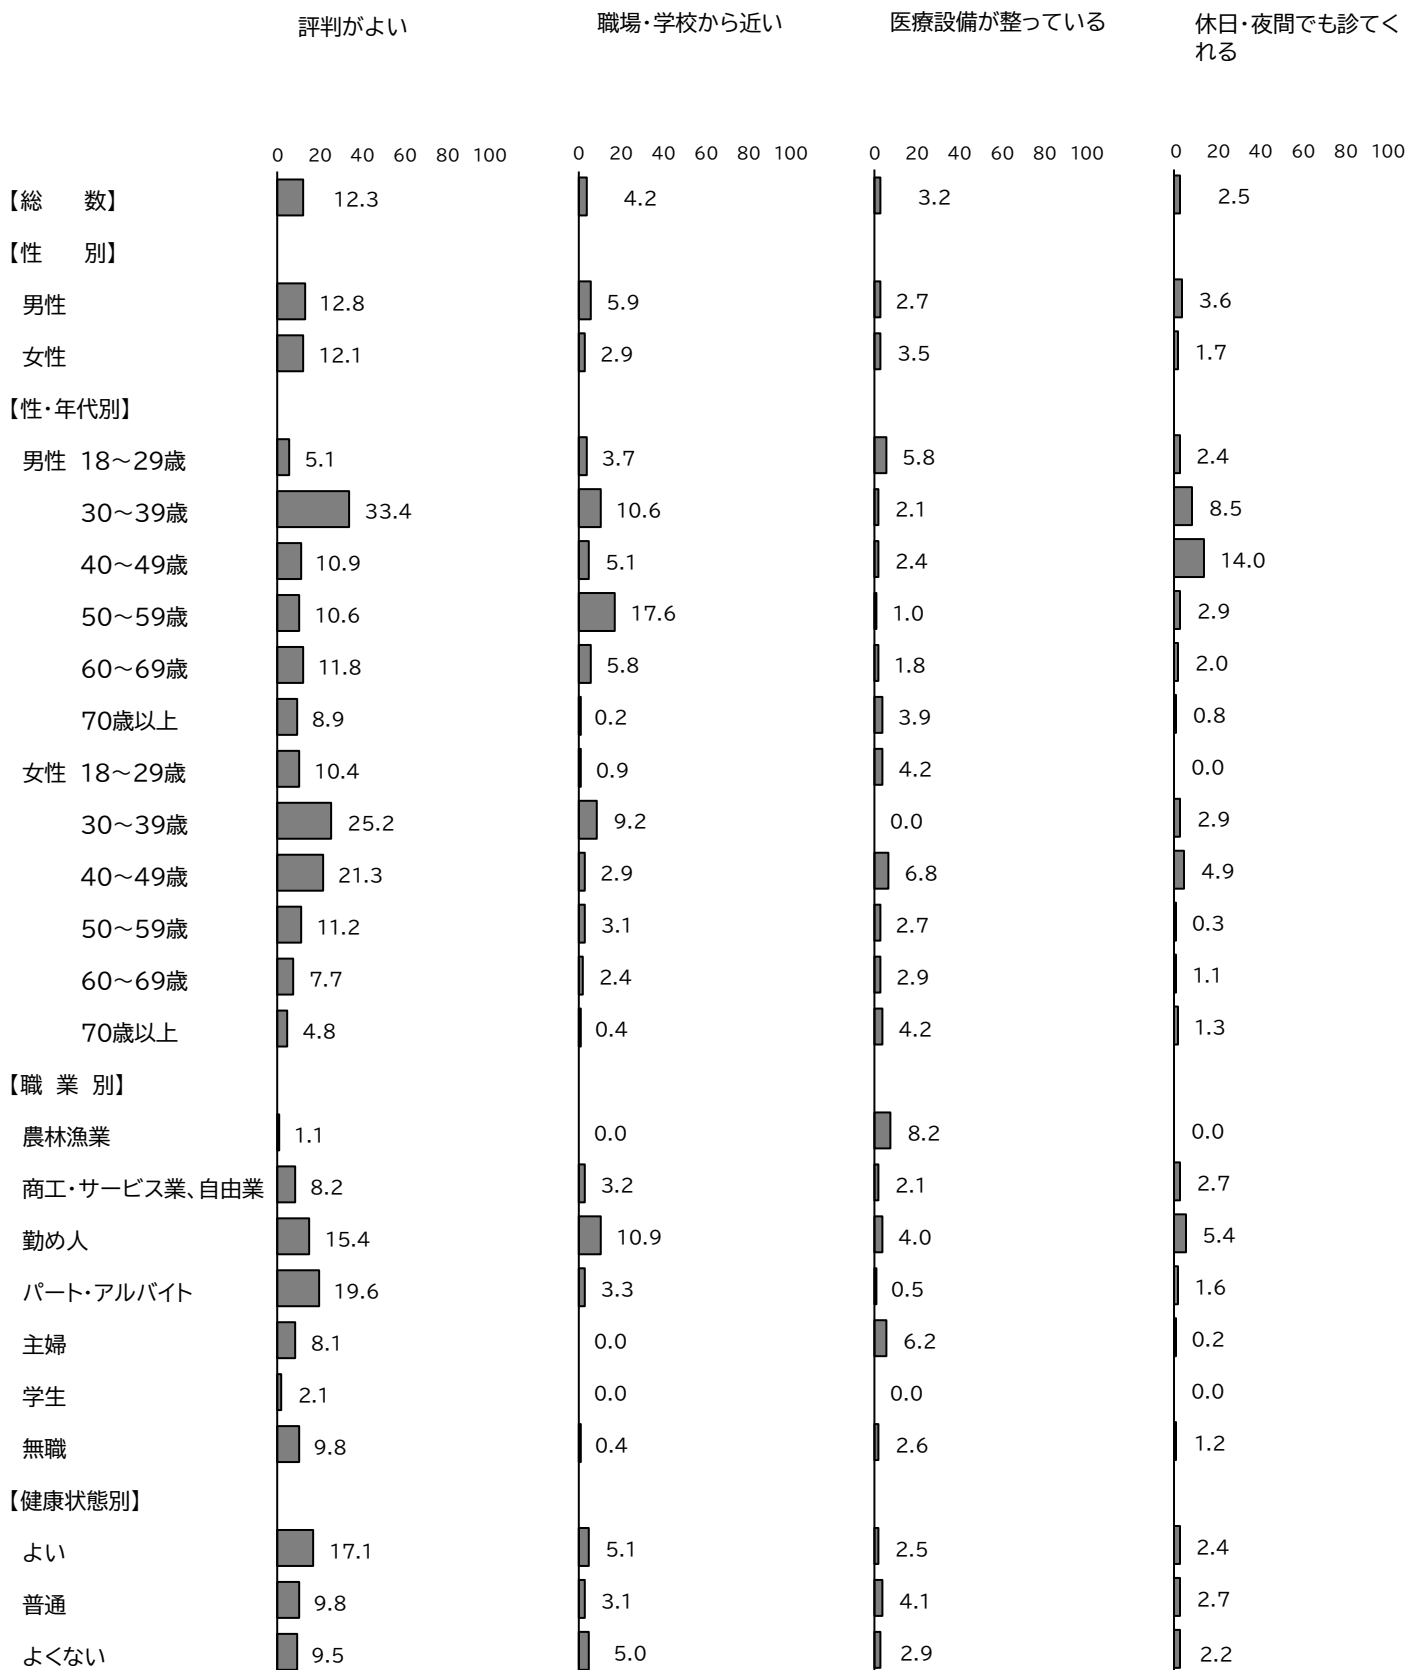 評判がよい 職場・学校から近い 医療設備が整っている 休日・夜間でも診てく
れる
0 20 40 60 80 100 0 20 40 60 80 100 0 20 40 60 80 100 0 20 40 60 80 100
【総　数】 12.3 4.2 3.2 2.5
【性　別】
男性 12.8 5.9 2.7 3.6
女性 12.1 2.9 3.5 1.7
【性・年代別】
男性 18～29歳 5.1 3.7 5.8 2.4
30～39歳 33.4 10.6 2.1 8.5
40～49歳 10.9 5.1 2.4 14.0
50～59歳 10.6 17.6 1.0 2.9
60～69歳 11.8 5.8 1.8 2.0
70歳以上 8.9 0.2 3.9 0.8
女性 18～29歳 10.4 0.9 4.2 0.0
30～39歳 25.2 9.2 0.0 2.9
40～49歳 21.3 2.9 6.8 4.9
50～59歳 11.2 3.1 2.7 0.3
60～69歳 7.7 2.4 2.9 1.1
70歳以上 4.8 0.4 4.2 1.3
【職 業 別】
農林漁業 1.1 0.0 8.2 0.0
商工・サービス業、自由業 8.2 3.2 2.1 2.7
勤め人 15.4 10.9 4.0 5.4
パート・アルバイト 19.6 3.3 0.5 1.6
主婦 8.1 0.0 6.2 0.2
学生 2.1 0.0 0.0 0.0
無職 9.8 0.4 2.6 1.2
【健康状態別】
よい 17.1 5.1 2.5 2.4
普通 9.8 3.1 4.1 2.7
よくない 9.5 5.0 2.9 2.2